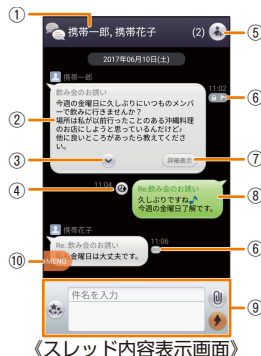 ①
携帯一郎, 携帯花子 (2)
⑤
2017年06月10日(土)
携帯一郎
11:02
⑥
飲み会のお誘い
今週の金曜日に久しぶりにいつものメンバ
ーで飲みに行きませんか?
②
場所は私が以前行ったことのある沖縄料理
のお店にしようと思っているんだけど♪
他に良いところがあったら教えてくださ
い。
③
詳細表示
⑦
④
11:04
Re:飲み会のお誘い
久しぶりですね♪
今週の金曜日了解です。
⑧
携帯花子
Re: 飲み会のお誘い
11:06
⑥
⑩
MENU
金曜日は大丈夫です。
件名を入力
⑨
《スレッド内容表示画面》